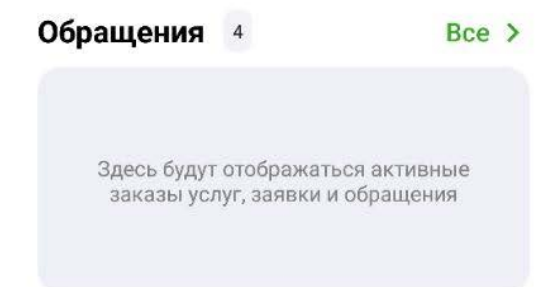 Обращения 4 Все >
Здесь будут отображаться активные
заказы услуг, заявки и обращения